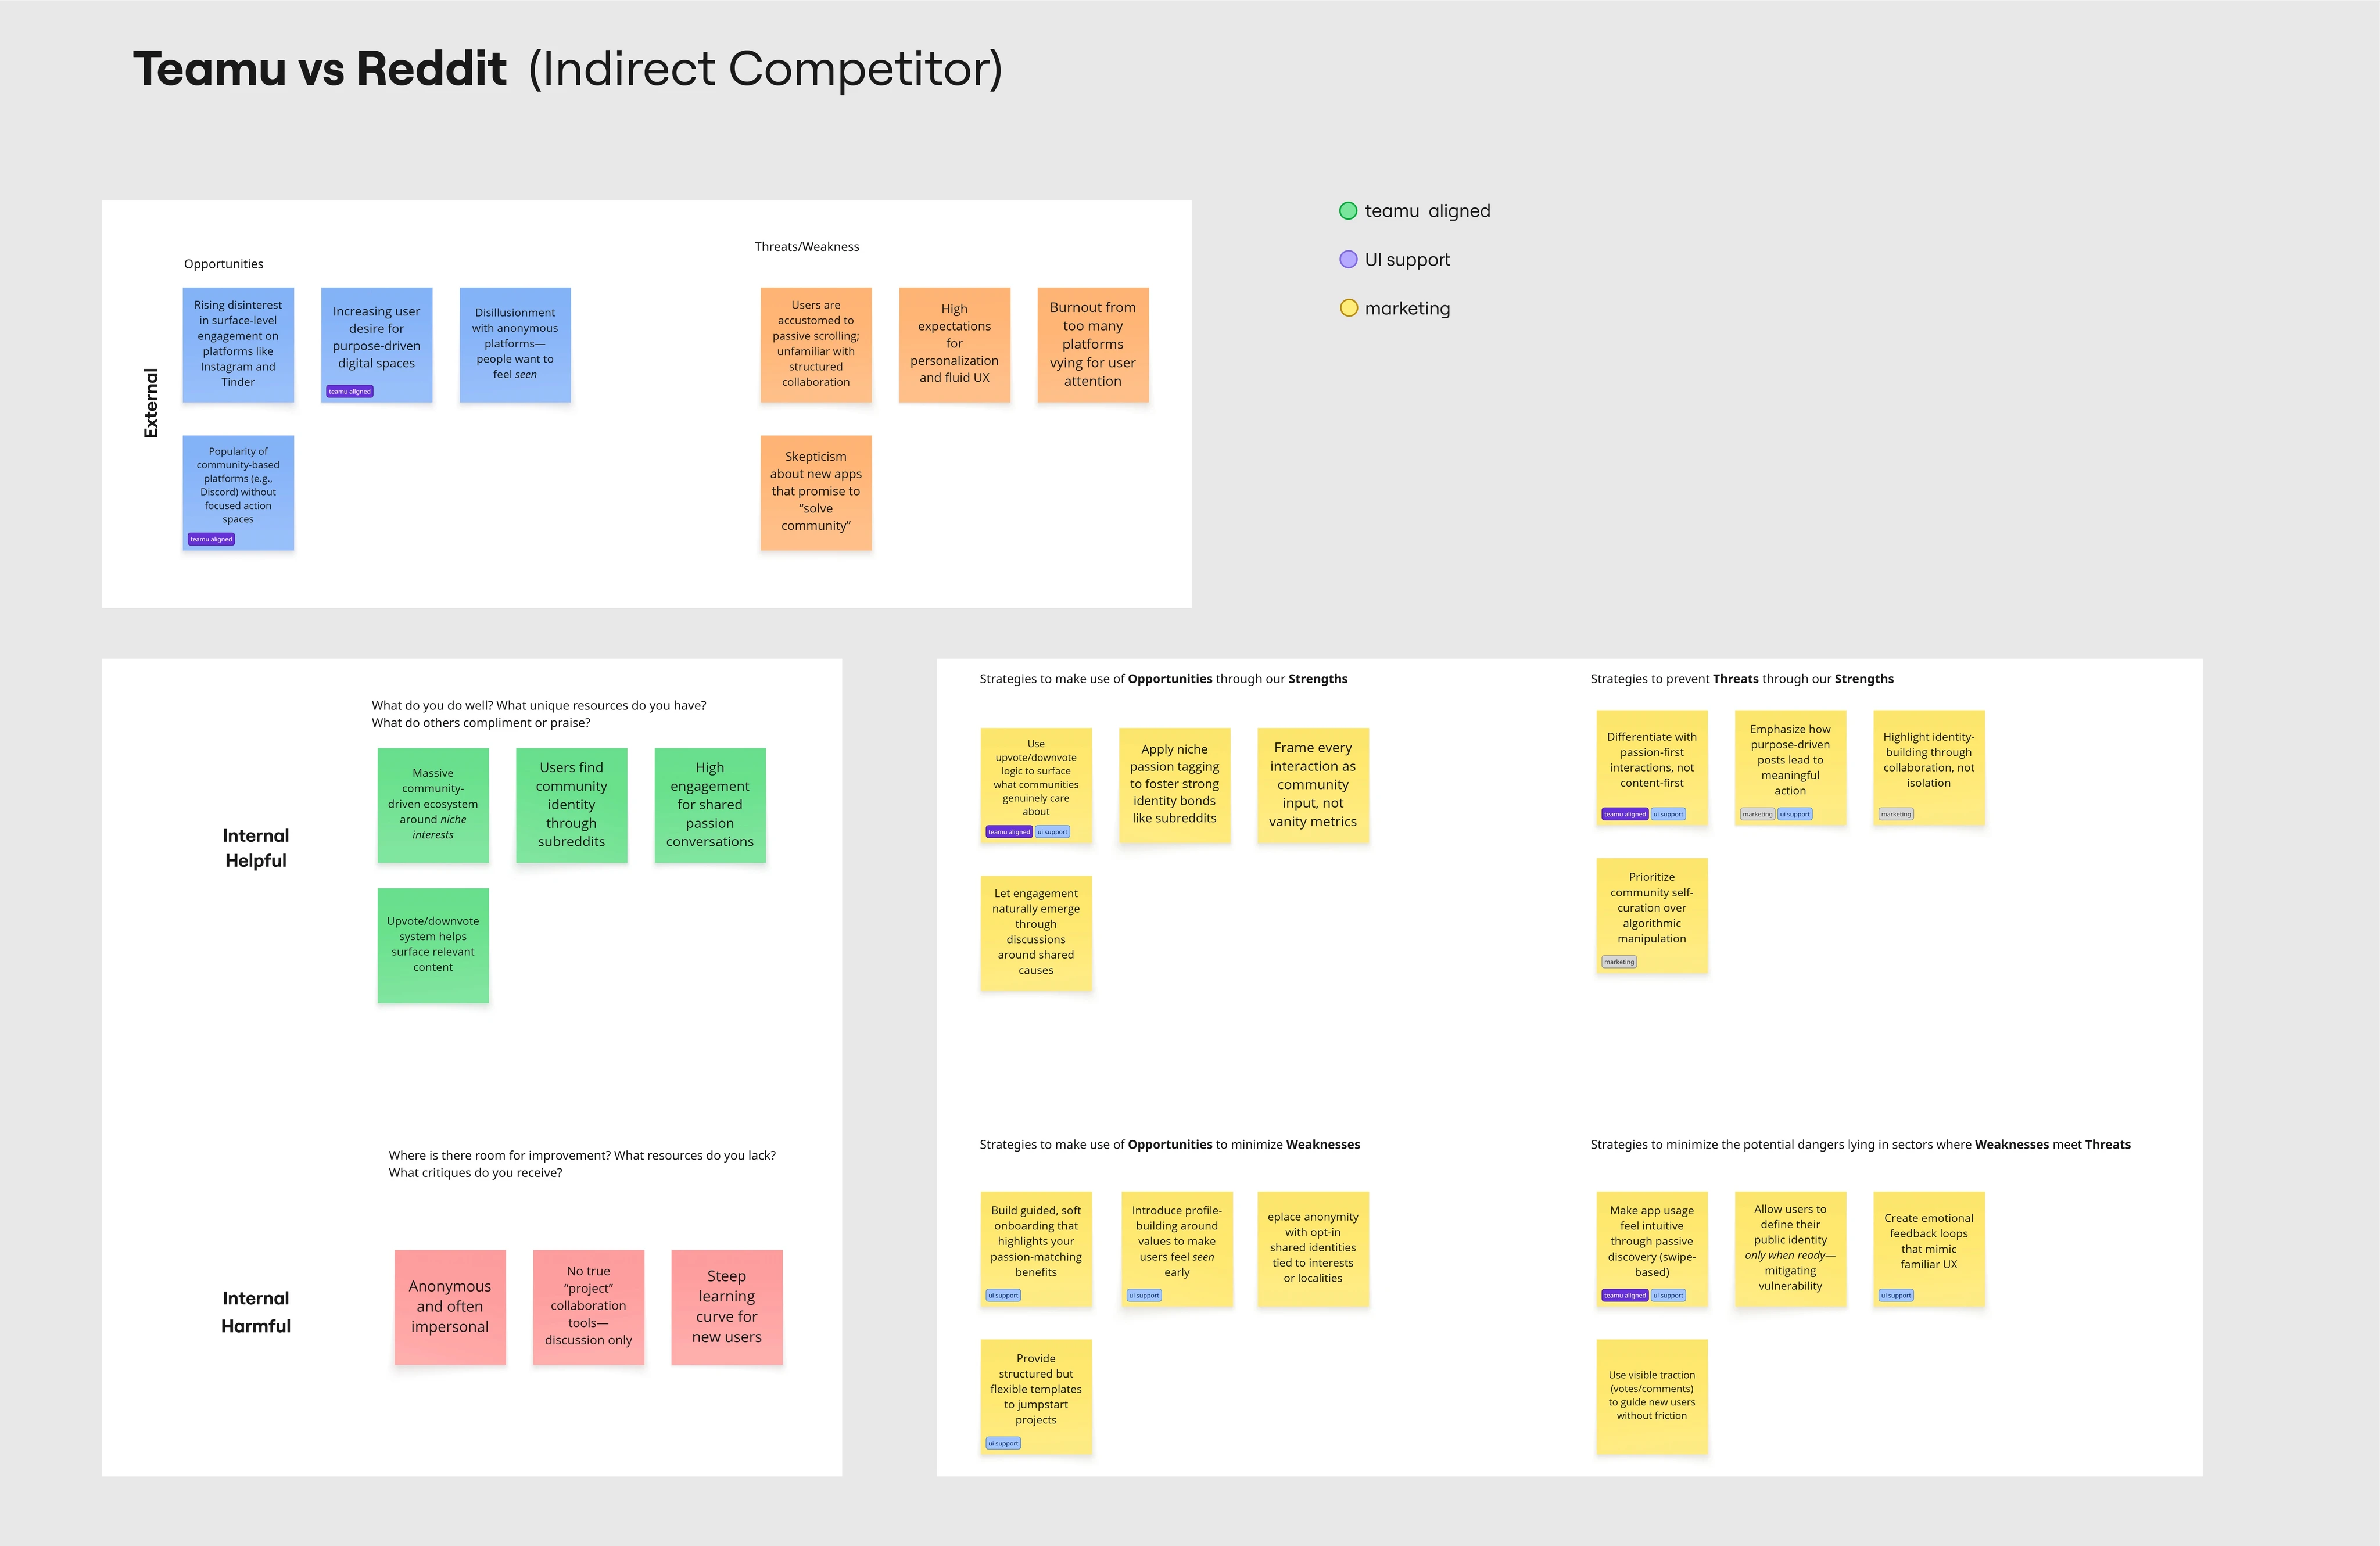 Teamu vs Reddit (Indirect Competitor)
teamu aligned
UI support
marketing
External
Opportunities
Rising disinterest
in surface-level
engagement on
platforms like
Instagram and
Tinder
Increasing user
desire for
purpose-driven
digital spaces
teamu aligned
Disillusionment
with anonymous
platforms—
people want to
feel seen
Popularity of
community-based
platforms (e.g.,
Discord) without
focused action
spaces
teamu aligned
Threats/Weakness
Users are
accustomed to
passive scrolling;
unfamiliar with
structured
collaboration
High
expectations
for
personalization
and fluid UX
Burnout from
too many
platforms
vying for user
attention
Skepticism
about new apps
that promise to
“solve
community”
Internal
Helpful
What do you do well? What unique resources do you have?
What do others compliment or praise?
Massive
community-
driven ecosystem
around niche
interests
Users find
community
identity
through
subreddits
High
engagement
for shared
passion
conversations
Upvote/downvote
system helps
surface relevant
content
Internal
Harmful
Where is there room for improvement? What resources do you lack?
What critiques do you receive?
Anonymous
and often
impersonal
No true
“project”
collaboration
tools—
discussion only
Steep
learning
curve for
new users
Strategies to make use of Opportunities through our Strengths
Use
upvote/downvote
logic to surface
what communities
genuinely care
about
teamu aligned
ui support
Apply niche
passion tagging
to foster strong
identity bonds
like subreddits
Frame every
interaction as
community
input, not
vanity metrics
Let engagement
naturally emerge
through
discussions
around shared
causes
Strategies to prevent Threats through our Strengths
Differentiate with
passion-first
interactions, not
content-first
teamu aligned
ui support
Emphasize how
purpose-driven
posts lead to
meaningful
action
marketing
ui support
Highlight identity-
building through
collaboration, not
isolation
marketing
Prioritize
community self-
curation over
algorithmic
manipulation
marketing
Strategies to make use of Opportunities to minimize Weaknesses
Build guided, soft
onboarding that
highlights your
passion-matching
benefits
ui support
Introduce profile-
building around
values to make
users feel seen
early
ui support
eplace anonymity
with opt-in
shared identities
tied to interests
or localities
Provide
structured but
flexible templates
to jumpstart
projects
ui support
Strategies to minimize the potential dangers lying in sectors where Weaknesses meet Threats
Make app usage
feel intuitive
through passive
discovery (swipe-
based)
teamu aligned
ui support
Allow users to
define their
public identity
only when ready—
mitigating
vulnerability
Create emotional
feedback loops
that mimic
familiar UX
ui support
Use visible traction
(votes/comments)
to guide new users
without friction